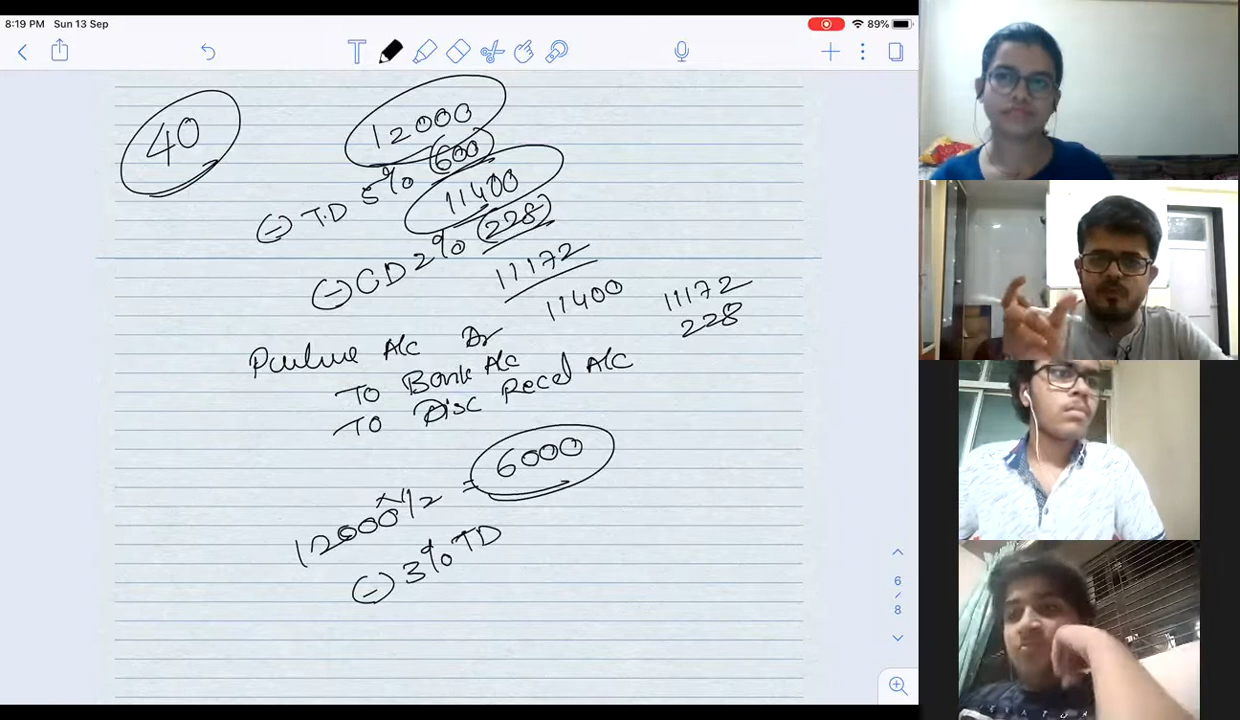 8:19 PM Sun 13 Sep
89%
T
40
12000
(-) T.D 5% (600)
11400
(-) CD 2% (228)
11172
11400 11172
228
A/c Dr
To Bank A/c
To Disc Recd A/c
12000 x 1/2 = 6000
(-) 3% TD
6
/
8